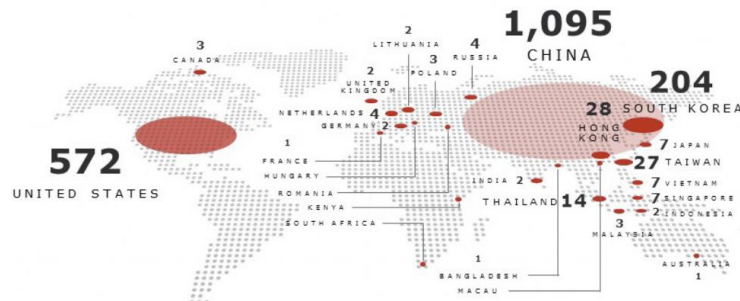 1,095
CHINA
2
LITHUANIA
3
CANADA
4
RUSSIA
3
POLAND
2
UNITED
KINGDOM
204
SOUTH KOREA
28
HONG
KONG
NETHERLANDS 4
GERMANY 2
1
572
UNITED STATES
FRANCE
HUNGARY
ROMANIA
KENYA
SOUTH AFRICA
7 JAPAN
27 TAIWAN
INDIA 2
7 VIETNAM
THAILAND 14
7 SINGAPORE
2 INDONESIA
3
MALAYSIA
1
BANGLADESH
MACAU
AUSTRALIA
1